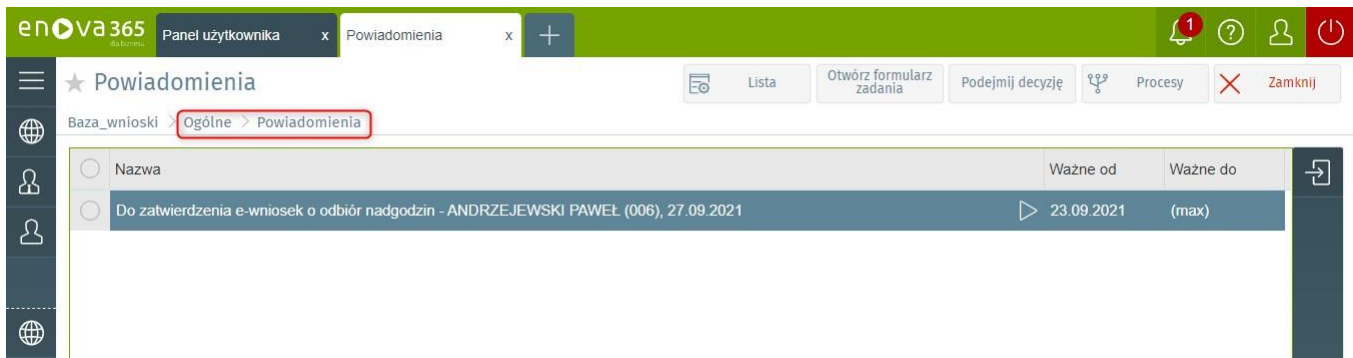 enova365
dla biznesu
Panel użytkownika x Powiadomienia x
1 ?
Powiadomienia
Lista Otwórz formularz zadania Podejmij decyzję Procesy Zamknij
Baza_wnioski > Ogólne > Powiadomienia
Nazwa Ważne od Ważne do
Do zatwierdzenia e-wniosek o odbiór nadgodzin - ANDRZEJEWSKI PAWEŁ (006), 27.09.2021 23.09.2021 (max)